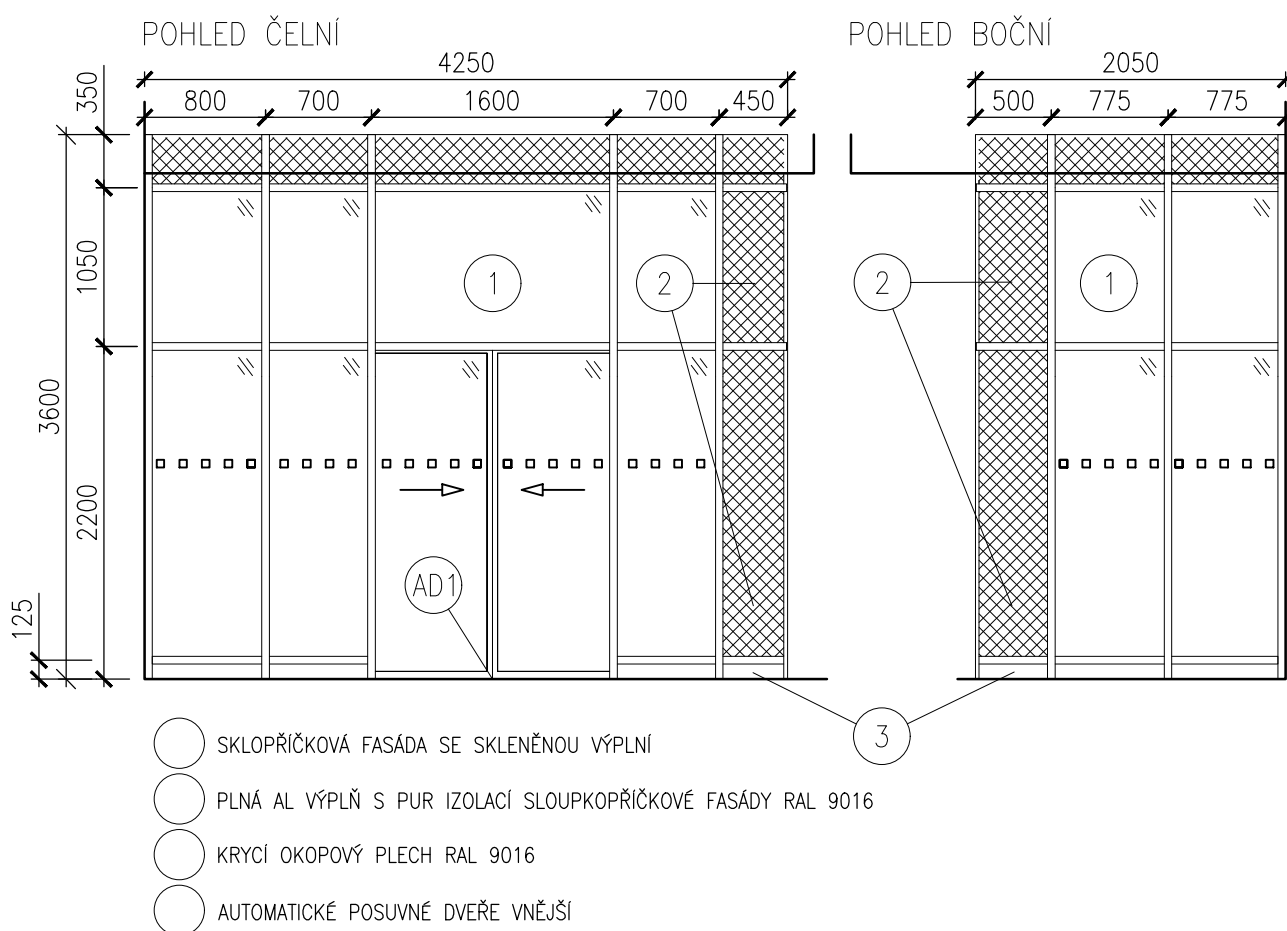 POHLED ČELNÍ
POHLED BOČNÍ
4250
2050
800 700 1600 700 450
500 775 775
350
1050
3600
2200
125
1
2
2
1
AD1
3
SKLOPŘÍČKOVÁ FASÁDA SE SKLENĚNOU VÝPLNÍ
PLNÁ AL VÝPLŇ S PUR IZOLACÍ SLOUPKOPŘÍČKOVÉ FASÁDY RAL 9016
KRYCÍ OKOPOVÝ PLECH RAL 9016
AUTOMATICKÉ POSUVNÉ DVEŘE VNĚJŠÍ